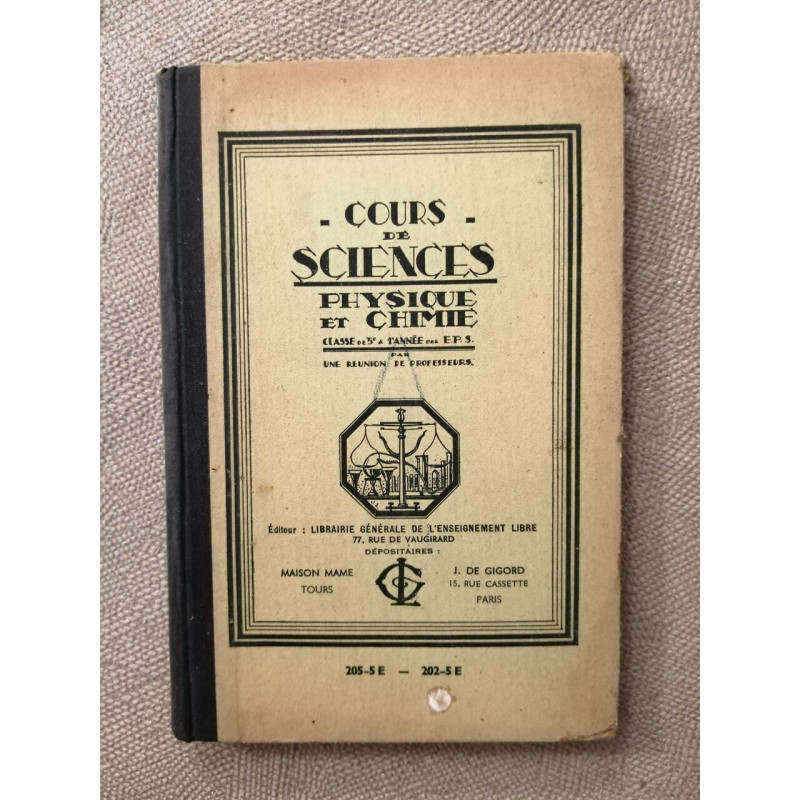 - COURS -
DE
SCIENCES
PHYSIQUE
ET CHIMIE
CLASSE DE 5e & 1e ANNÉE DES E.P.S.
PAR
UNE REUNION DE PROFESSEURS.
Éditeur : LIBRAIRIE GÉNÉRALE DE L'ENSEIGNEMENT LIBRE
77, RUE DE VAUGIRARD
DÉPOSITAIRES :
MAISON MAME
TOURS
J. DE GIGORD
15, RUE CASSETTE
PARIS
205-5 E — 202-5 E